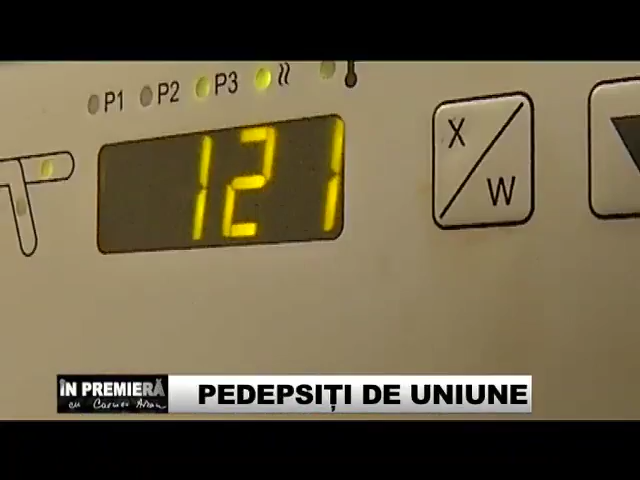 P1 P2 P3
121
X
W
ÎN PREMIERĂ
cu Carmen Avram
PEDEPSIȚI DE UNIUNE